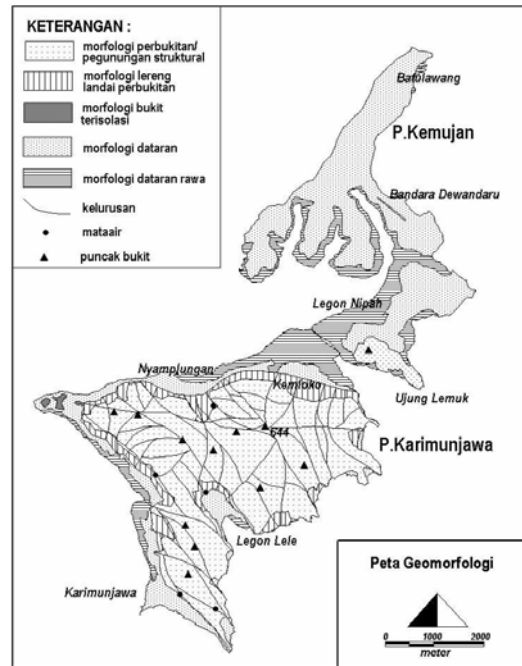 KETERANGAN :
morfologi perbukitan/
pegunungan struktural
morfologi lereng
landai perbukitan
morfologi bukit
terisolasi
morfologi dataran
morfologi dataran rawa
kelurusan
mataair
puncak bukit
Batulawang
P.Kemujan
Bandara Dewandaru
Legon Nipah
Nyamplungan
Kemloko
Ujung Lemuk
644
P.Karimunjawa
Legon Lele
Karimunjawa
Peta Geomorfologi
0 1000 2000
meter